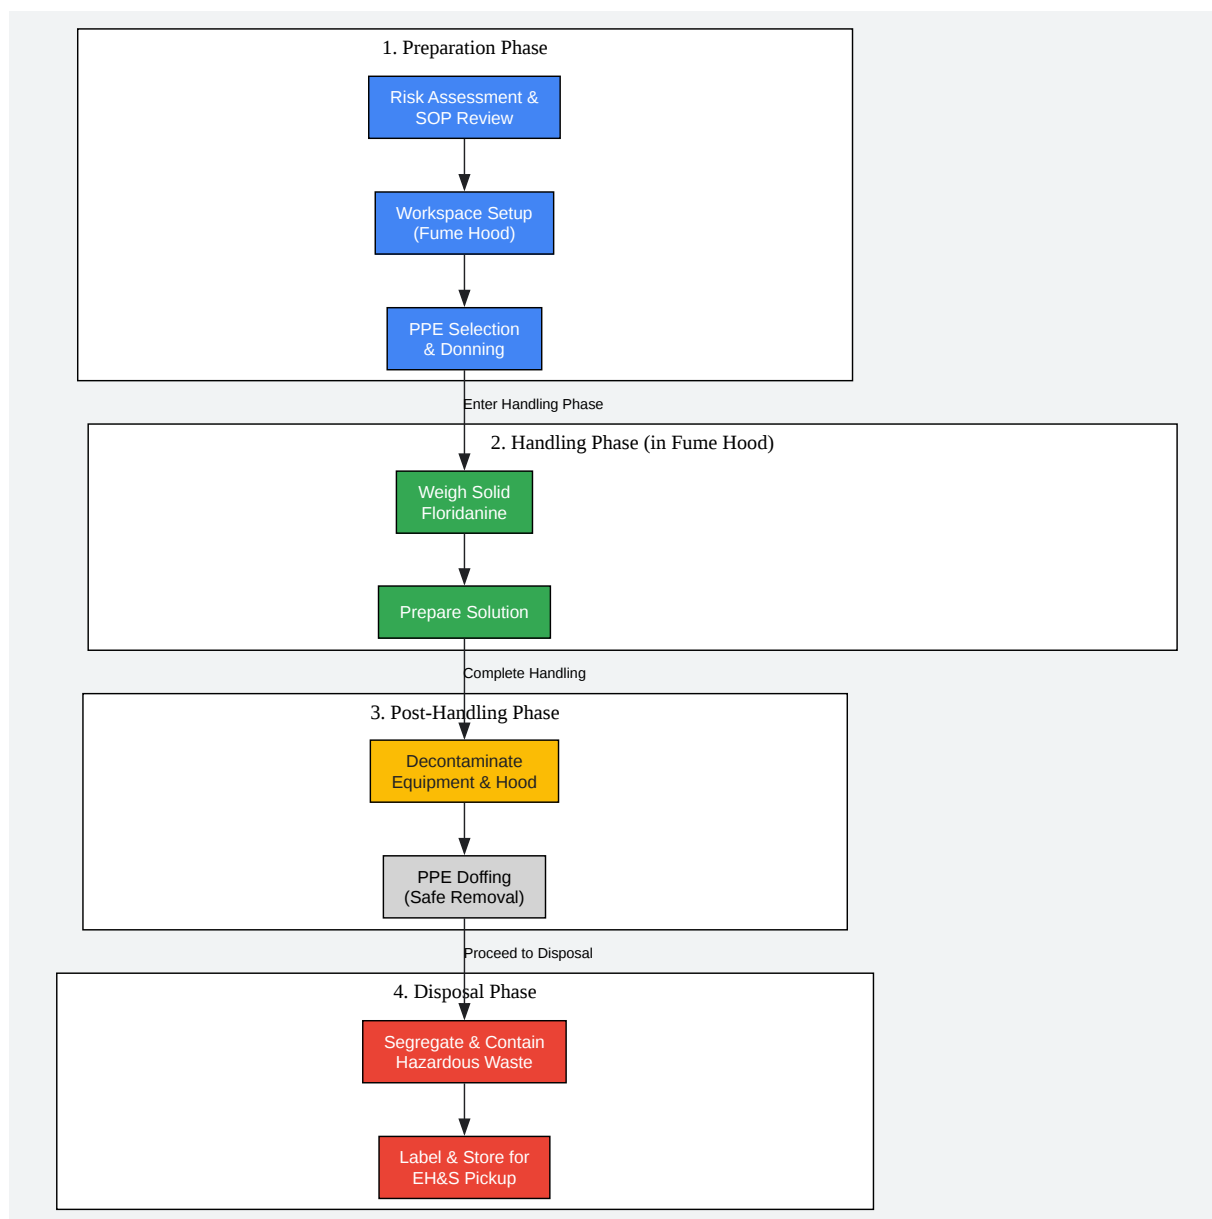 1. Preparation Phase
Risk Assessment &
SOP Review
Workspace Setup
(Fume Hood)
PPE Selection
& Donning
Enter Handling Phase
2. Handling Phase (in Fume Hood)
Weigh Solid
Floridanine
Prepare Solution
Complete Handling
3. Post-Handling Phase
Decontaminate
Equipment & Hood
PPE Doffing
(Safe Removal)
Proceed to Disposal
4. Disposal Phase
Segregate & Contain
Hazardous Waste
Label & Store for
EH&S Pickup